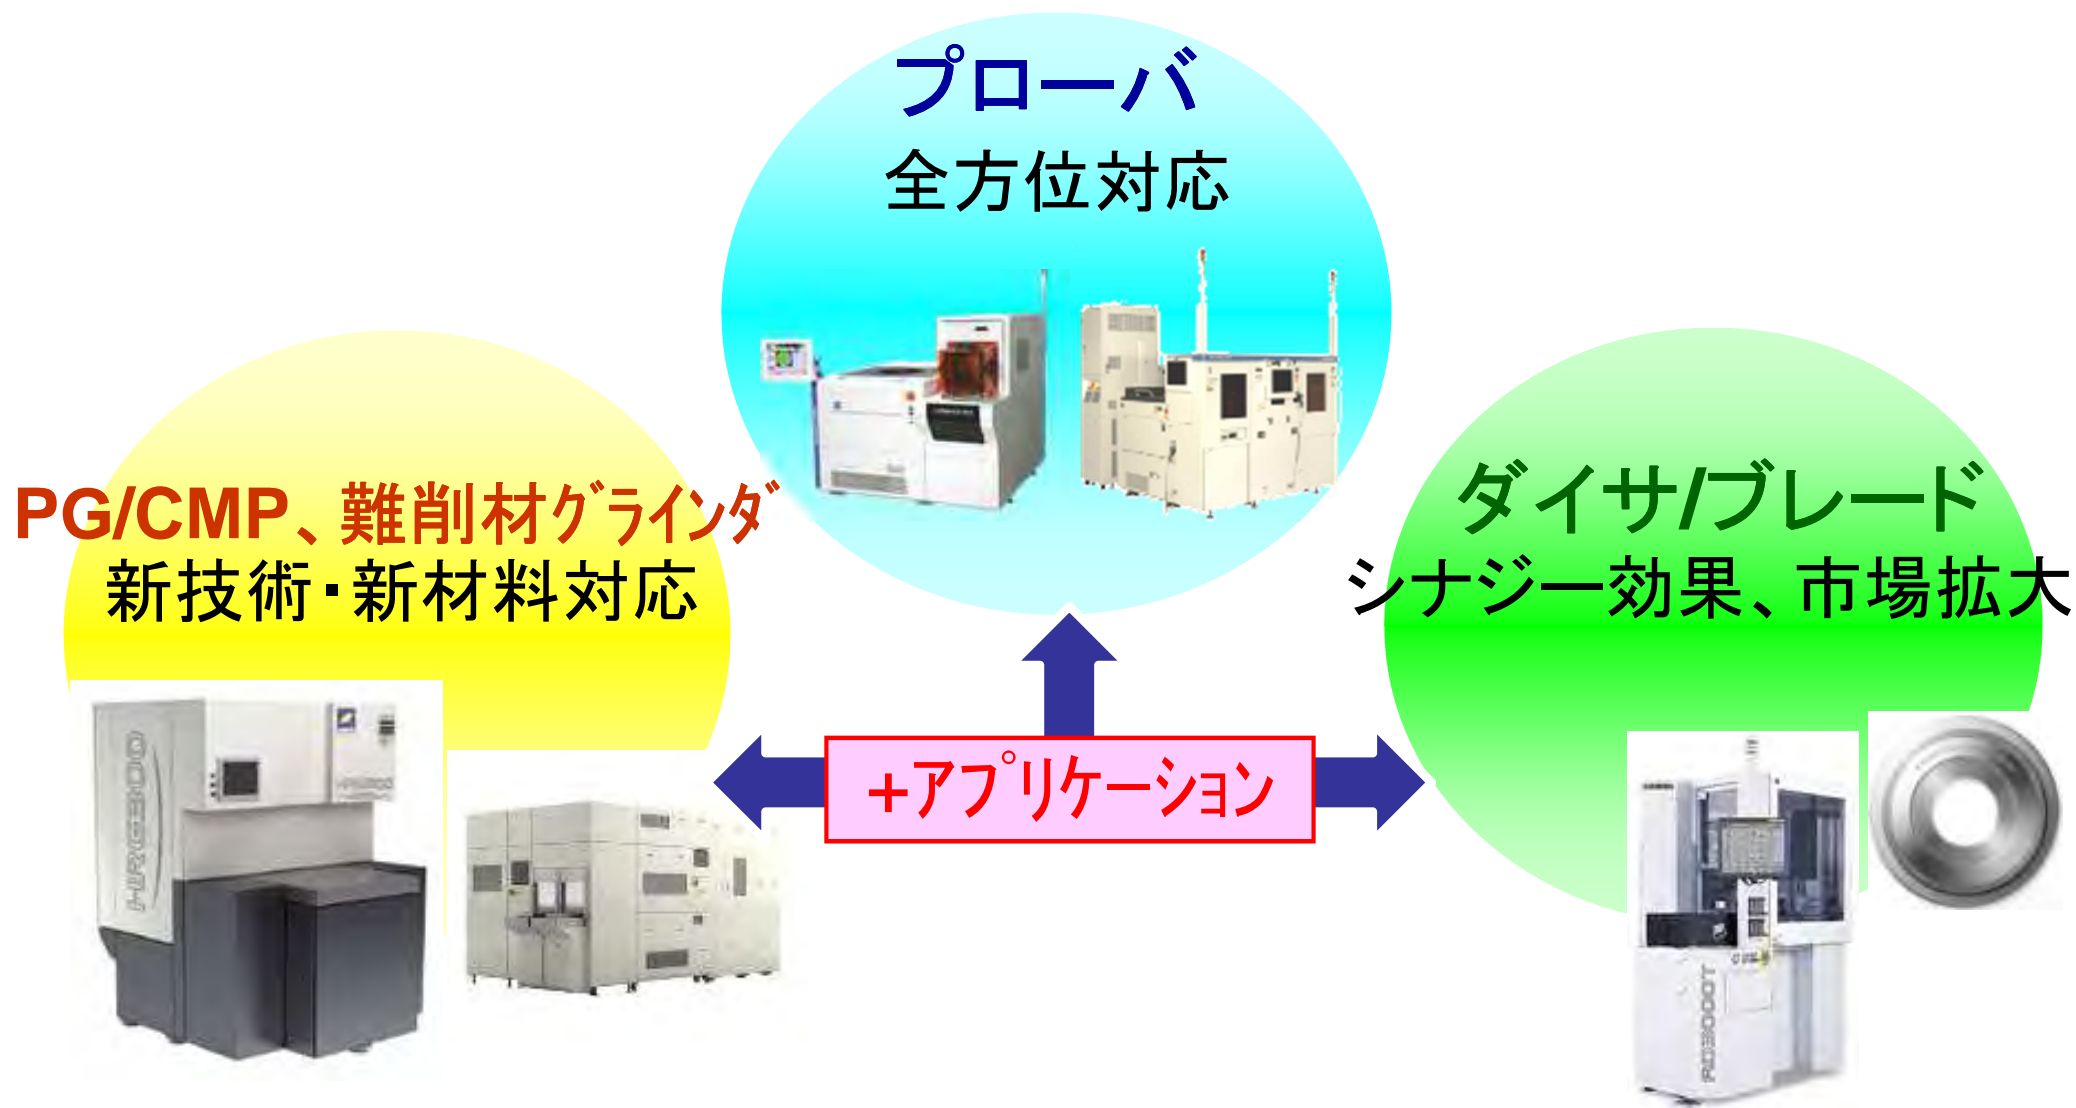 プローバ
全方位対応
PG/CMP、難削材グラインダ
新技術・新材料対応
ダイサ/ブレード
シナジー効果、市場拡大
+アプリケーション
HRG300